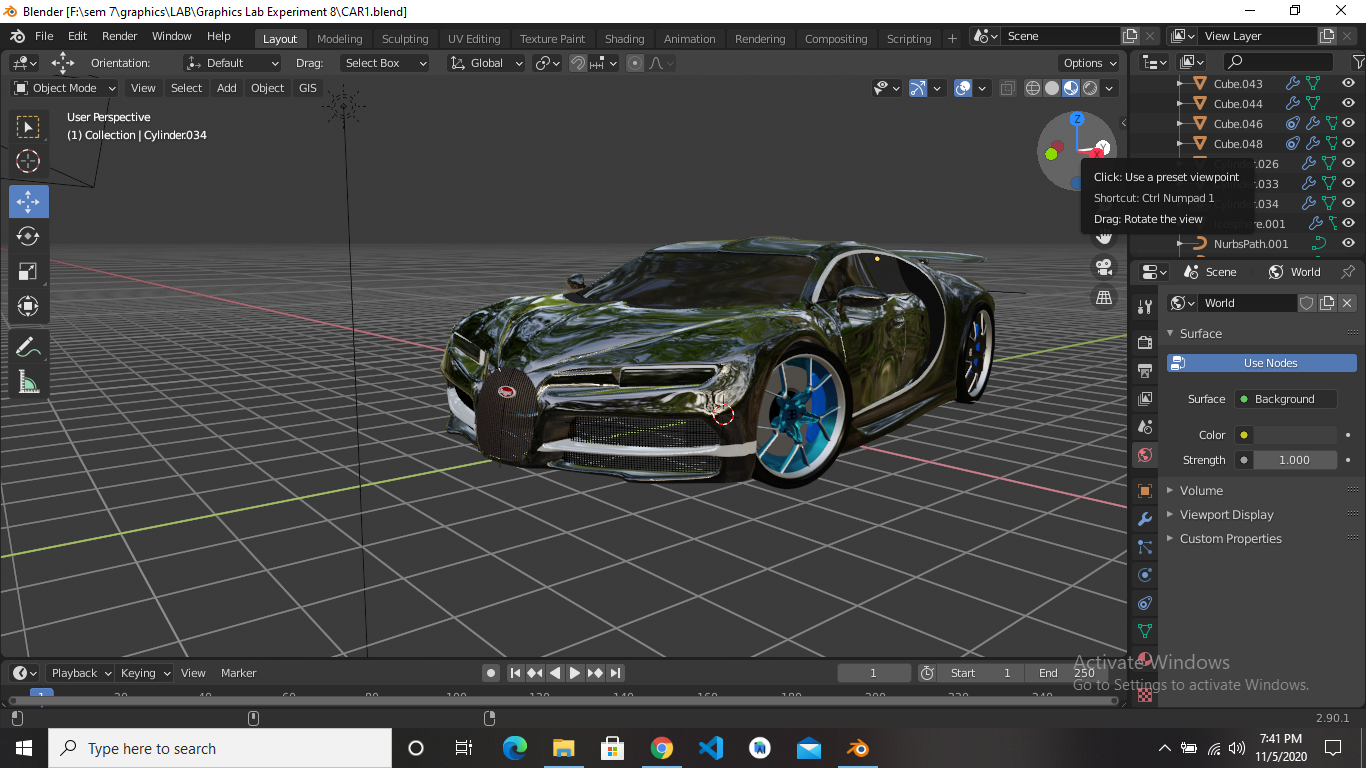 Blender [F:\sem 7\graphics\LAB\Graphics Lab Experiment 8\CAR1.blend]
File Edit Render Window Help Layout Modeling Sculpting UV Editing Texture Paint Shading Animation Rendering Compositing Scripting + Scene View Layer
Orientation: Default Drag: Select Box Global Options
Object Mode View Select Add Object GIS
User Perspective
(1) Collection | Cylinder.034
Z
Y
X
Cube.043
Cube.044
Cube.046
Cube.048
Cylinder.026
Cylinder.033
Cylinder.034
NurbsPath.001
Click: Use a preset viewpoint
Shortcut: Ctrl Numpad 1
Drag: Rotate the view
Scene World
World
Surface
Use Nodes
Surface Background
Color
Strength 1.000
Volume
Viewport Display
Custom Properties
Playback Keying View Marker 1 Start 1 End 250
1 20 40 60 80 100 120 140 160 180 200 220 240
Activate Windows
Go to Settings to activate Windows.
2.90.1
Type here to search
7:41 PM
11/5/2020